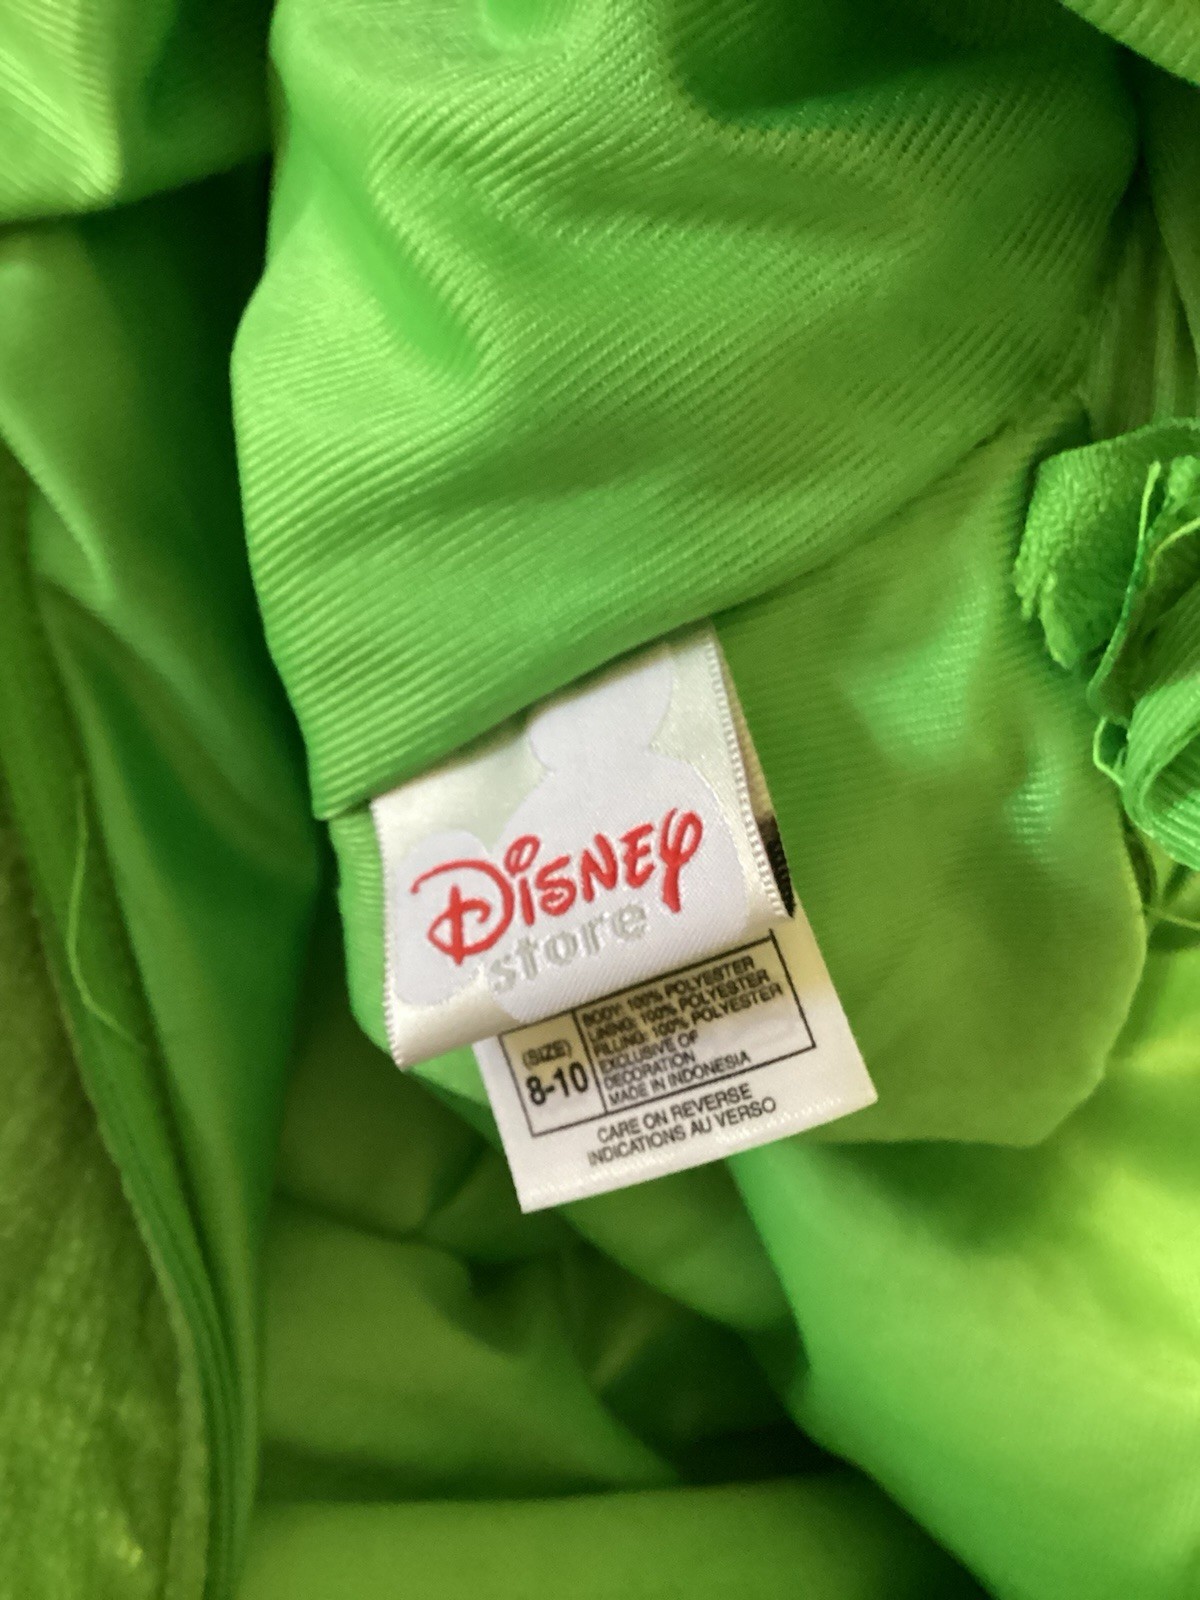 Disney
store
(SIZE)
8-10
BODY: 100% POLYESTER
LINING: 100% POLYESTER
FILLING: 100% POLYESTER
EXCLUSIVE OF
DECORATION
MADE IN INDONESIA
CARE ON REVERSE
INDICATIONS AU VERSO